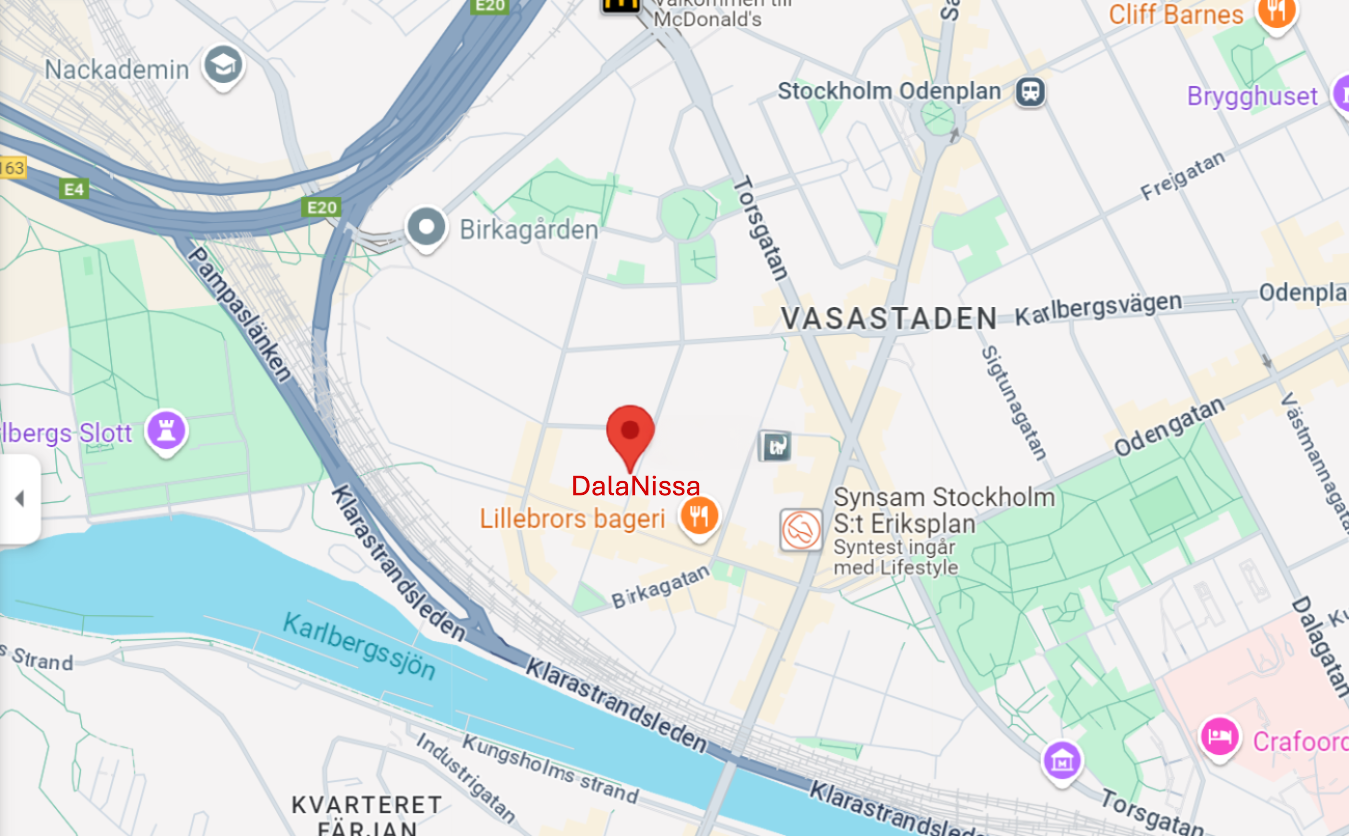 E20
Välkommen till
McDonald's
Cliff Barnes
Nackademin
Stockholm Odenplan
Brygghuset
163
E4
E20
Frejgatan
Torsgatan
Birkagården
Pampaslänken
VASASTADEN
Karlbergsvägen
Odenpla
Sigtunagatan
Odengatan
Västmannagata
lbergs Slott
DalaNissa
Lillebrors bageri
Synsam Stockholm
S:t Eriksplan
Syntest ingår
med Lifestyle
Klarastrandsleden
Birkagatan
Dalagatan
Karlbergssjön
s Strand
Klarastrandsleden
Kungsholms strand
Industrigatan
Crafoord
Klarastrandslede
Torsgatan
KVARTERET
FÄRJAN